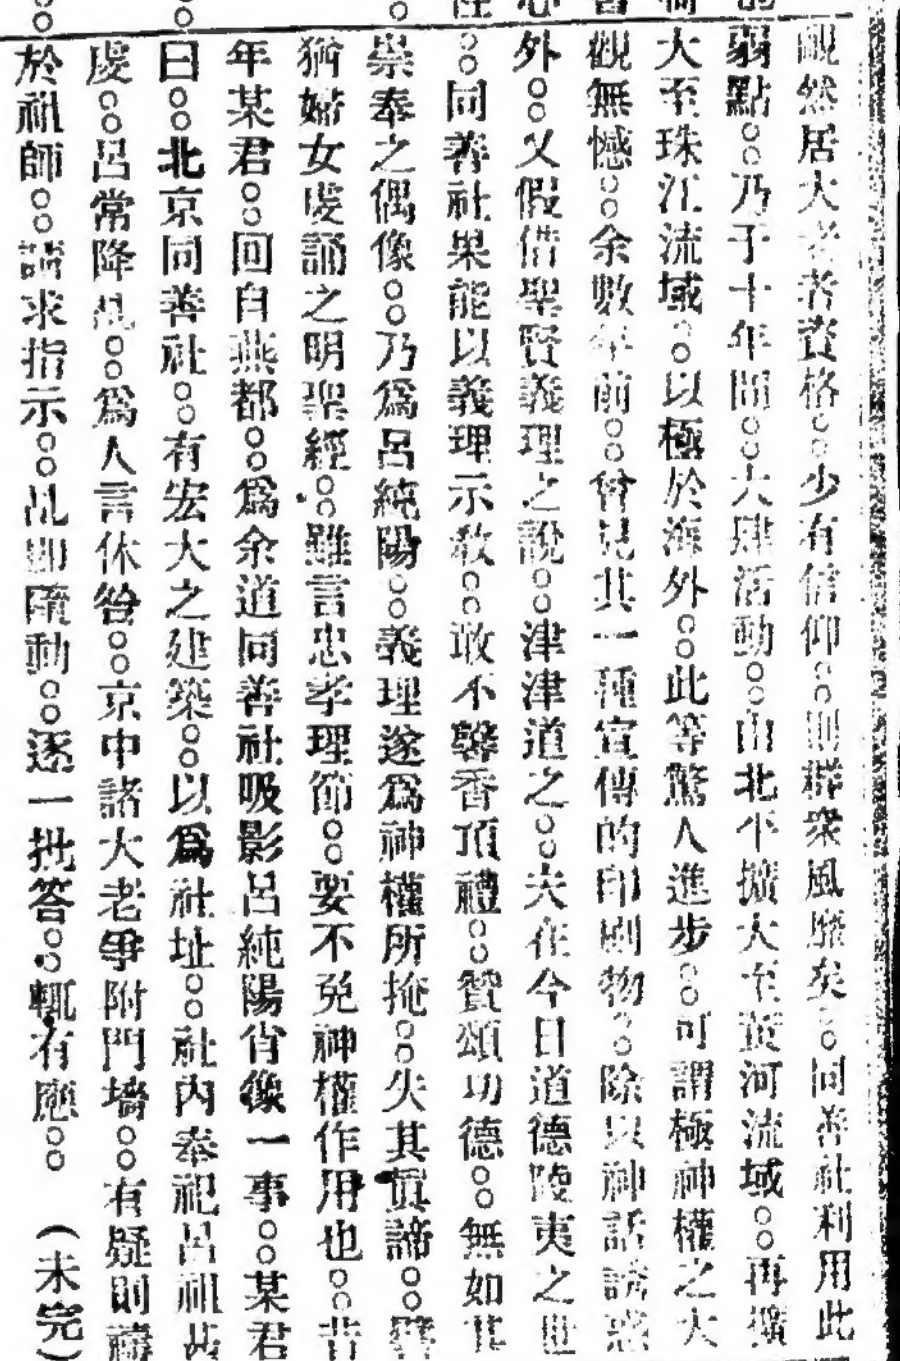 覥然居大老者資格○○少有信仰○○則羣衆風靡矣○○同善社利用此
弱點○○乃于十年間○○大肆活動○○由北平擴大至黃河流域○○再擴
大至珠江流域○○以極於海外○○此等驚人進步○○可謂極神權之大
觀無憾○○余數年前○○曾見其一種宣傳的印刷物○○除以神話誘惑
外○○又假借聖賢義理之說○○津津道之○○夫在今日道德陵夷之世
○○同善社果能以義理示敎○○敢不馨香頂禮○○贊頌功德○○無如其
崇奉之偶像○○乃爲呂純陽○○義理遂爲神權所掩○○失其眞諦○○譬
猶婦女虔誦之明聖經○○雖言忠孝理節○○要不免神權作用也○○昔
年某君○○回自燕都○○爲余道同善社吸影呂純陽肖像一事○○某君
曰○○北京同善社○○有宏大之建築○○以爲社址○○社內奉祀呂祖甚
虔○○呂常降乩○○爲人言休咎○○京中諸大老爭附門墻○○有疑則禱
於祖師○○請求指示○○乩卽隨動○○逐一批答○○輒有應○○ (未完)